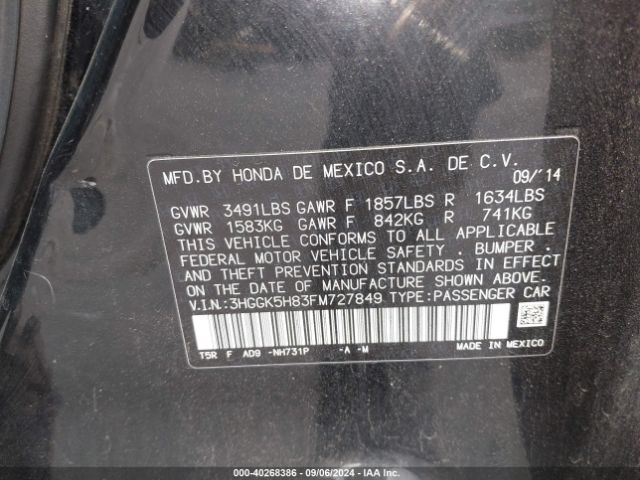 MFD.BY HONDA DE MEXICO S.A. DE C.V.
09/'14
GVWR 3491LBS GAWR F 1857LBS R 1634LBS
GVWR 1583KG GAWR F 842KG R 741KG
THIS VEHICLE CONFORMS TO ALL APPLICABLE
FEDERAL MOTOR VEHICLE SAFETY . BUMPER .
AND THEFT PREVENTION STANDARDS IN EFFECT
ON THE DATE OF MANUFACTURE SHOWN ABOVE.
V.I.N.:3HGGK5H83FM727849 TYPE:PASSENGER CAR
T5R F AD9 -NH731P -A -M
MADE IN MEXICO
000-40268386 - 09/06/2024 - IAA Inc.